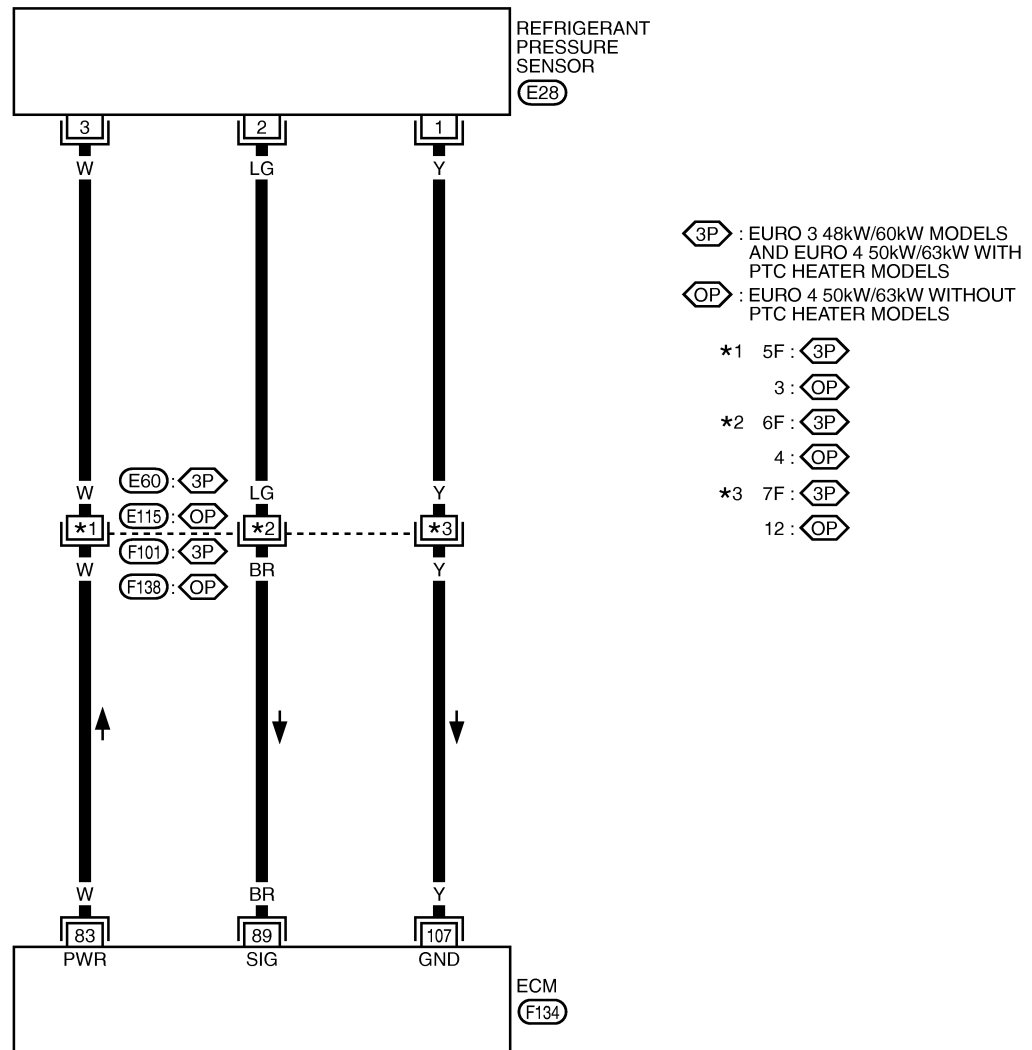 REFRIGERANT
PRESSURE
SENSOR
E28
3 2 1
W LG Y
3P : EURO 3 48kW/60kW MODELS
AND EURO 4 50kW/63kW WITH
PTC HEATER MODELS
OP : EURO 4 50kW/63kW WITHOUT
PTC HEATER MODELS
*1 5F : 3P
3 : OP
*2 6F : 3P
4 : OP
*3 7F : 3P
12 : OP
E60 : 3P
W LG Y
E115 : OP
*1 *2 *3
F101 : 3P
W BR Y
F138 : OP
W BR Y
83 89 107
PWR SIG GND
ECM
F134